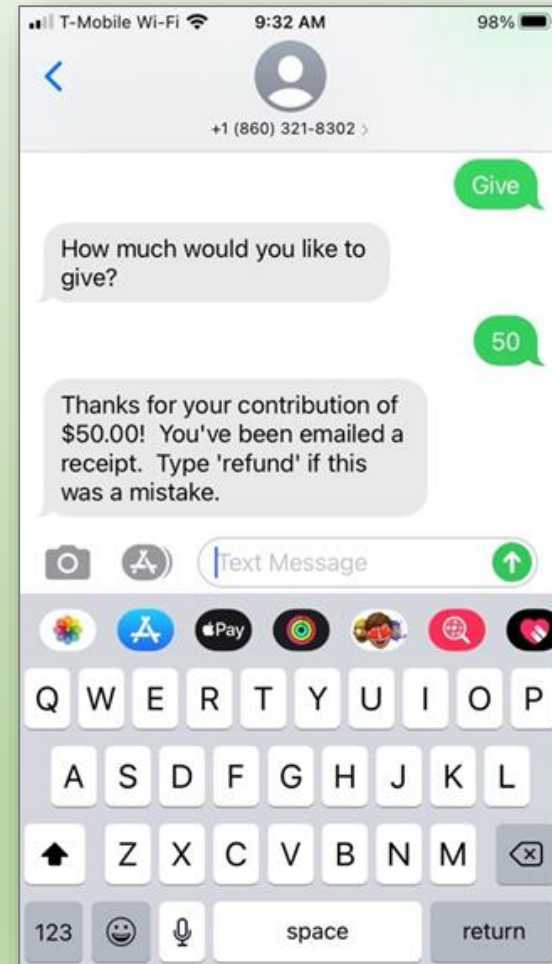 T-Mobile Wi-Fi 9:32 AM 98%
+1 (860) 321-8302 >
Give
How much would you like to
give?
50
Thanks for your contribution of
$50.00!  You've been emailed a
receipt.  Type 'refund' if this
was a mistake.
Text Message
Pay
Q W E R T Y U I O P
A S D F G H J K L
Z X C V B N M
123 space return